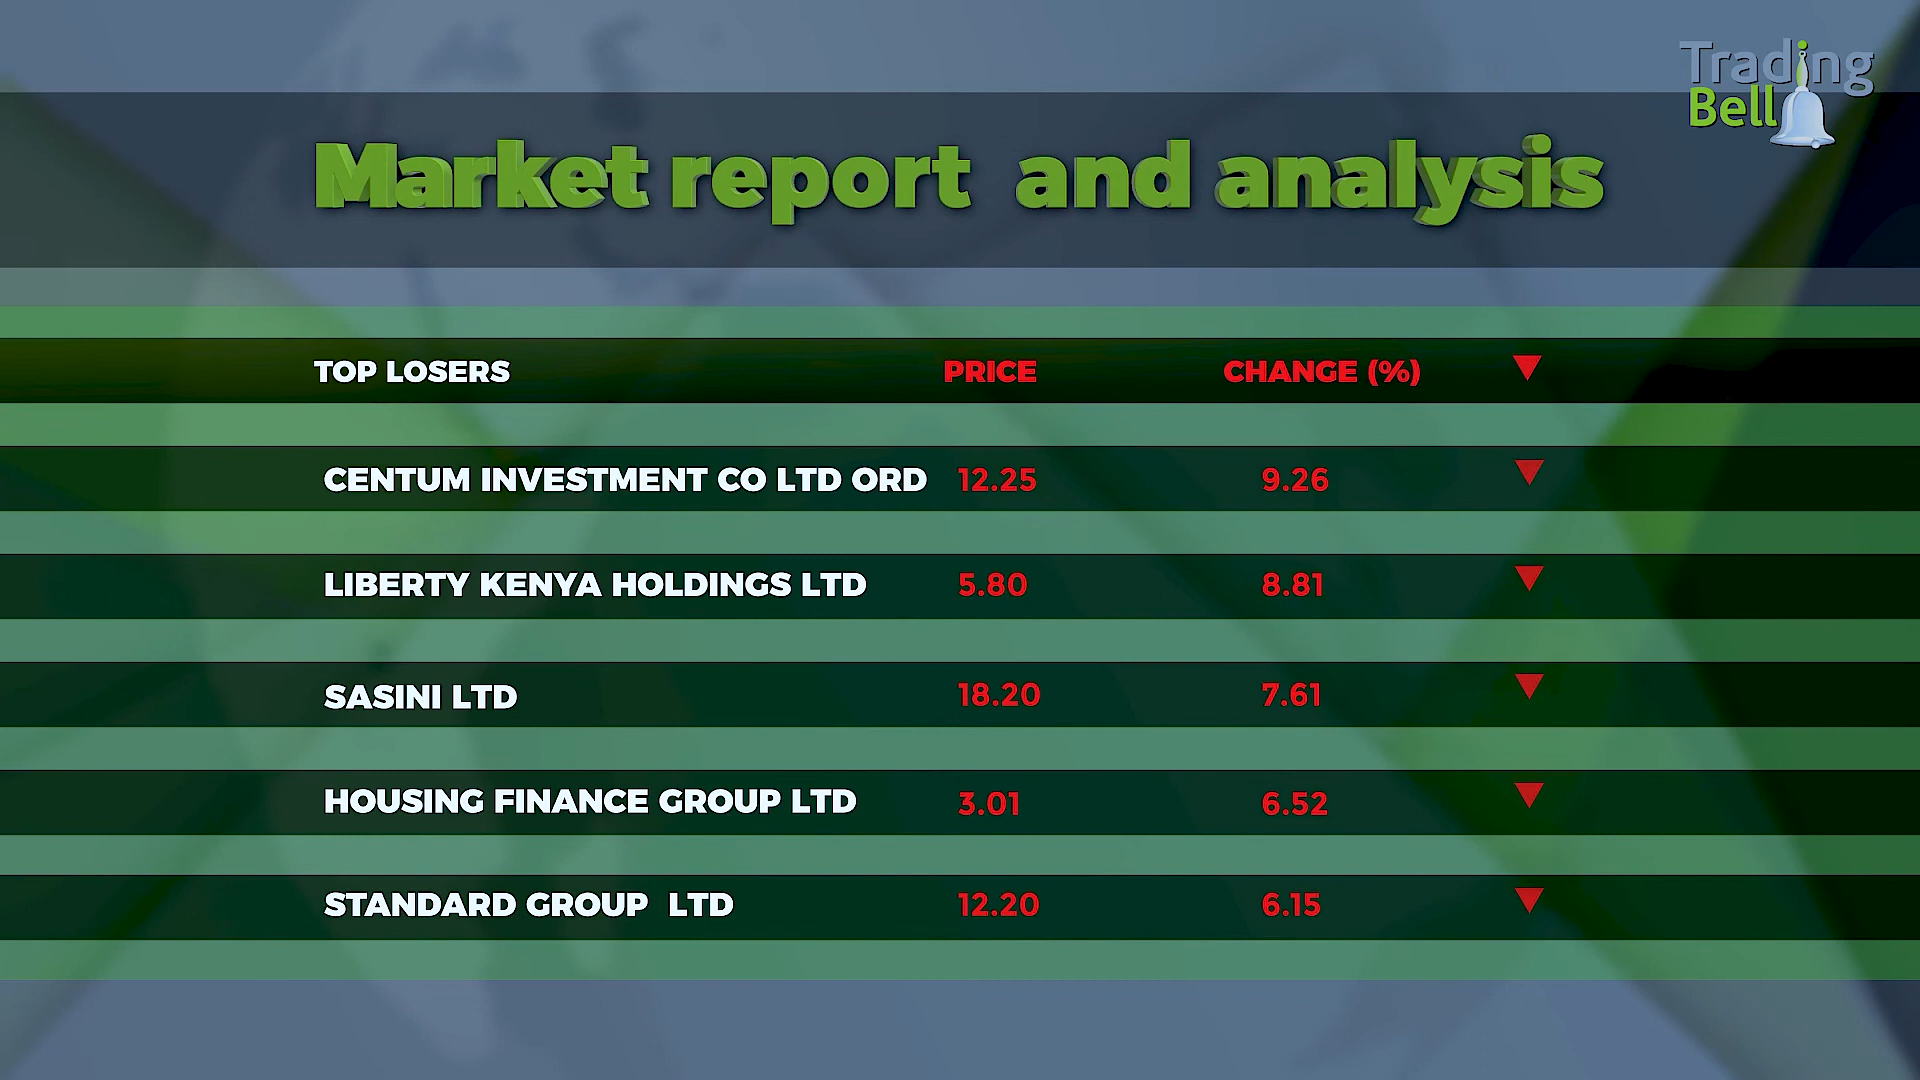 Trading
Bell
Market report and analysis
TOP LOSERS PRICE CHANGE (%)
CENTUM INVESTMENT CO LTD ORD 12.25 9.26
LIBERTY KENYA HOLDINGS LTD 5.80 8.81
SASINI LTD 18.20 7.61
HOUSING FINANCE GROUP LTD 3.01 6.52
STANDARD GROUP LTD 12.20 6.15